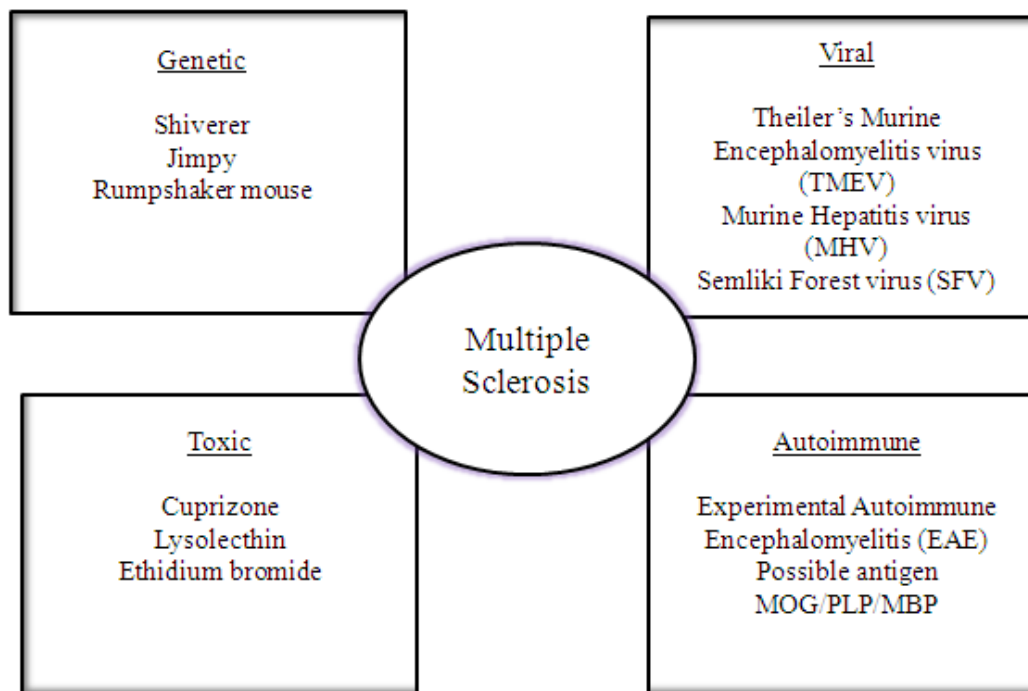 Genetic
Shiverer
Jimpy
Rumpshaker mouse
Viral
Theiler's Murine
Encephalomyelitis virus
(TMEV)
Murine Hepatitis virus
(MHV)
Semliki Forest virus (SFV)
Multiple
Sclerosis
Toxic
Cuprizone
Lysolecthin
Ethidium bromide
Autoimmune
Experimental Autoimmune
Encephalomyelitis (EAE)
Possible antigen
MOG/PLP/MBP